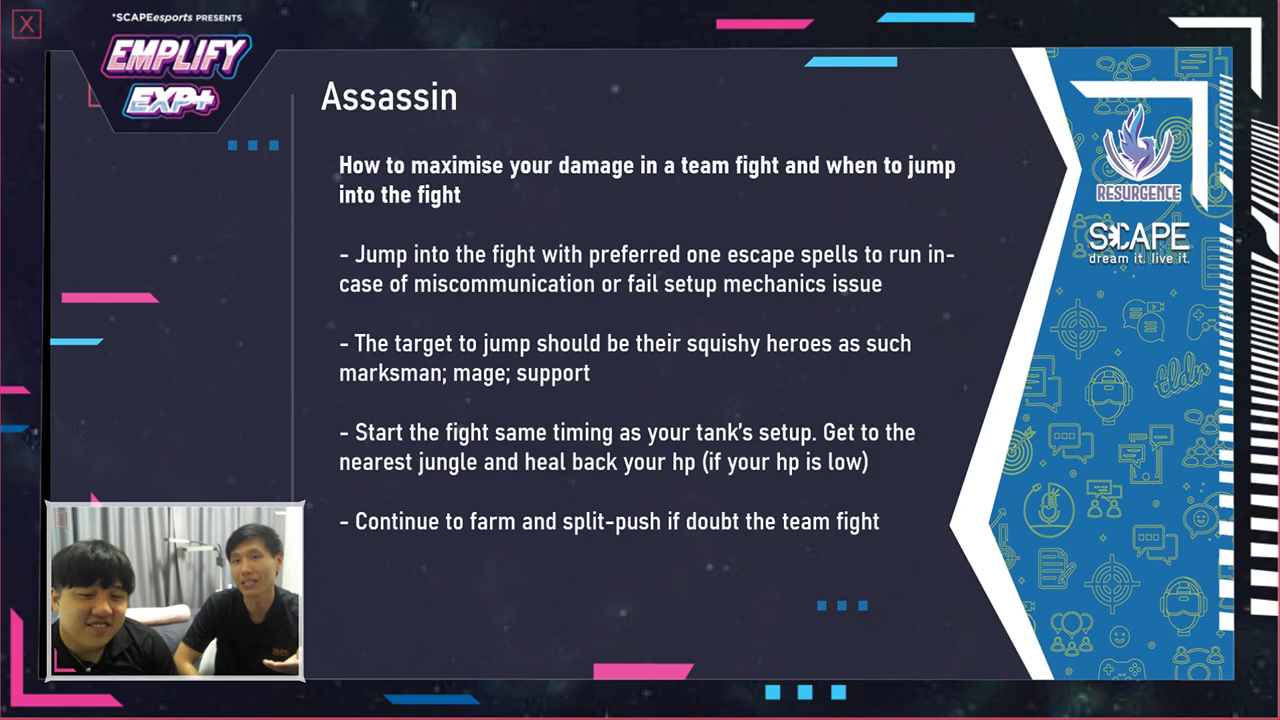 *SCAPEesports PRESENTS
EMPLIFY
EXP+
Assassin
How to maximise your damage in a team fight and when to jump
into the fight
- Jump into the fight with preferred one escape spells to run in-
case of miscommunication or fail setup mechanics issue
- The target to jump should be their squishy heroes as such
marksman; mage; support
- Start the fight same timing as your tank's setup. Get to the
nearest jungle and heal back your hp (if your hp is low)
- Continue to farm and split-push if doubt the team fight
RESURGENCE
S*CAPE
dream it. live it.
tldr